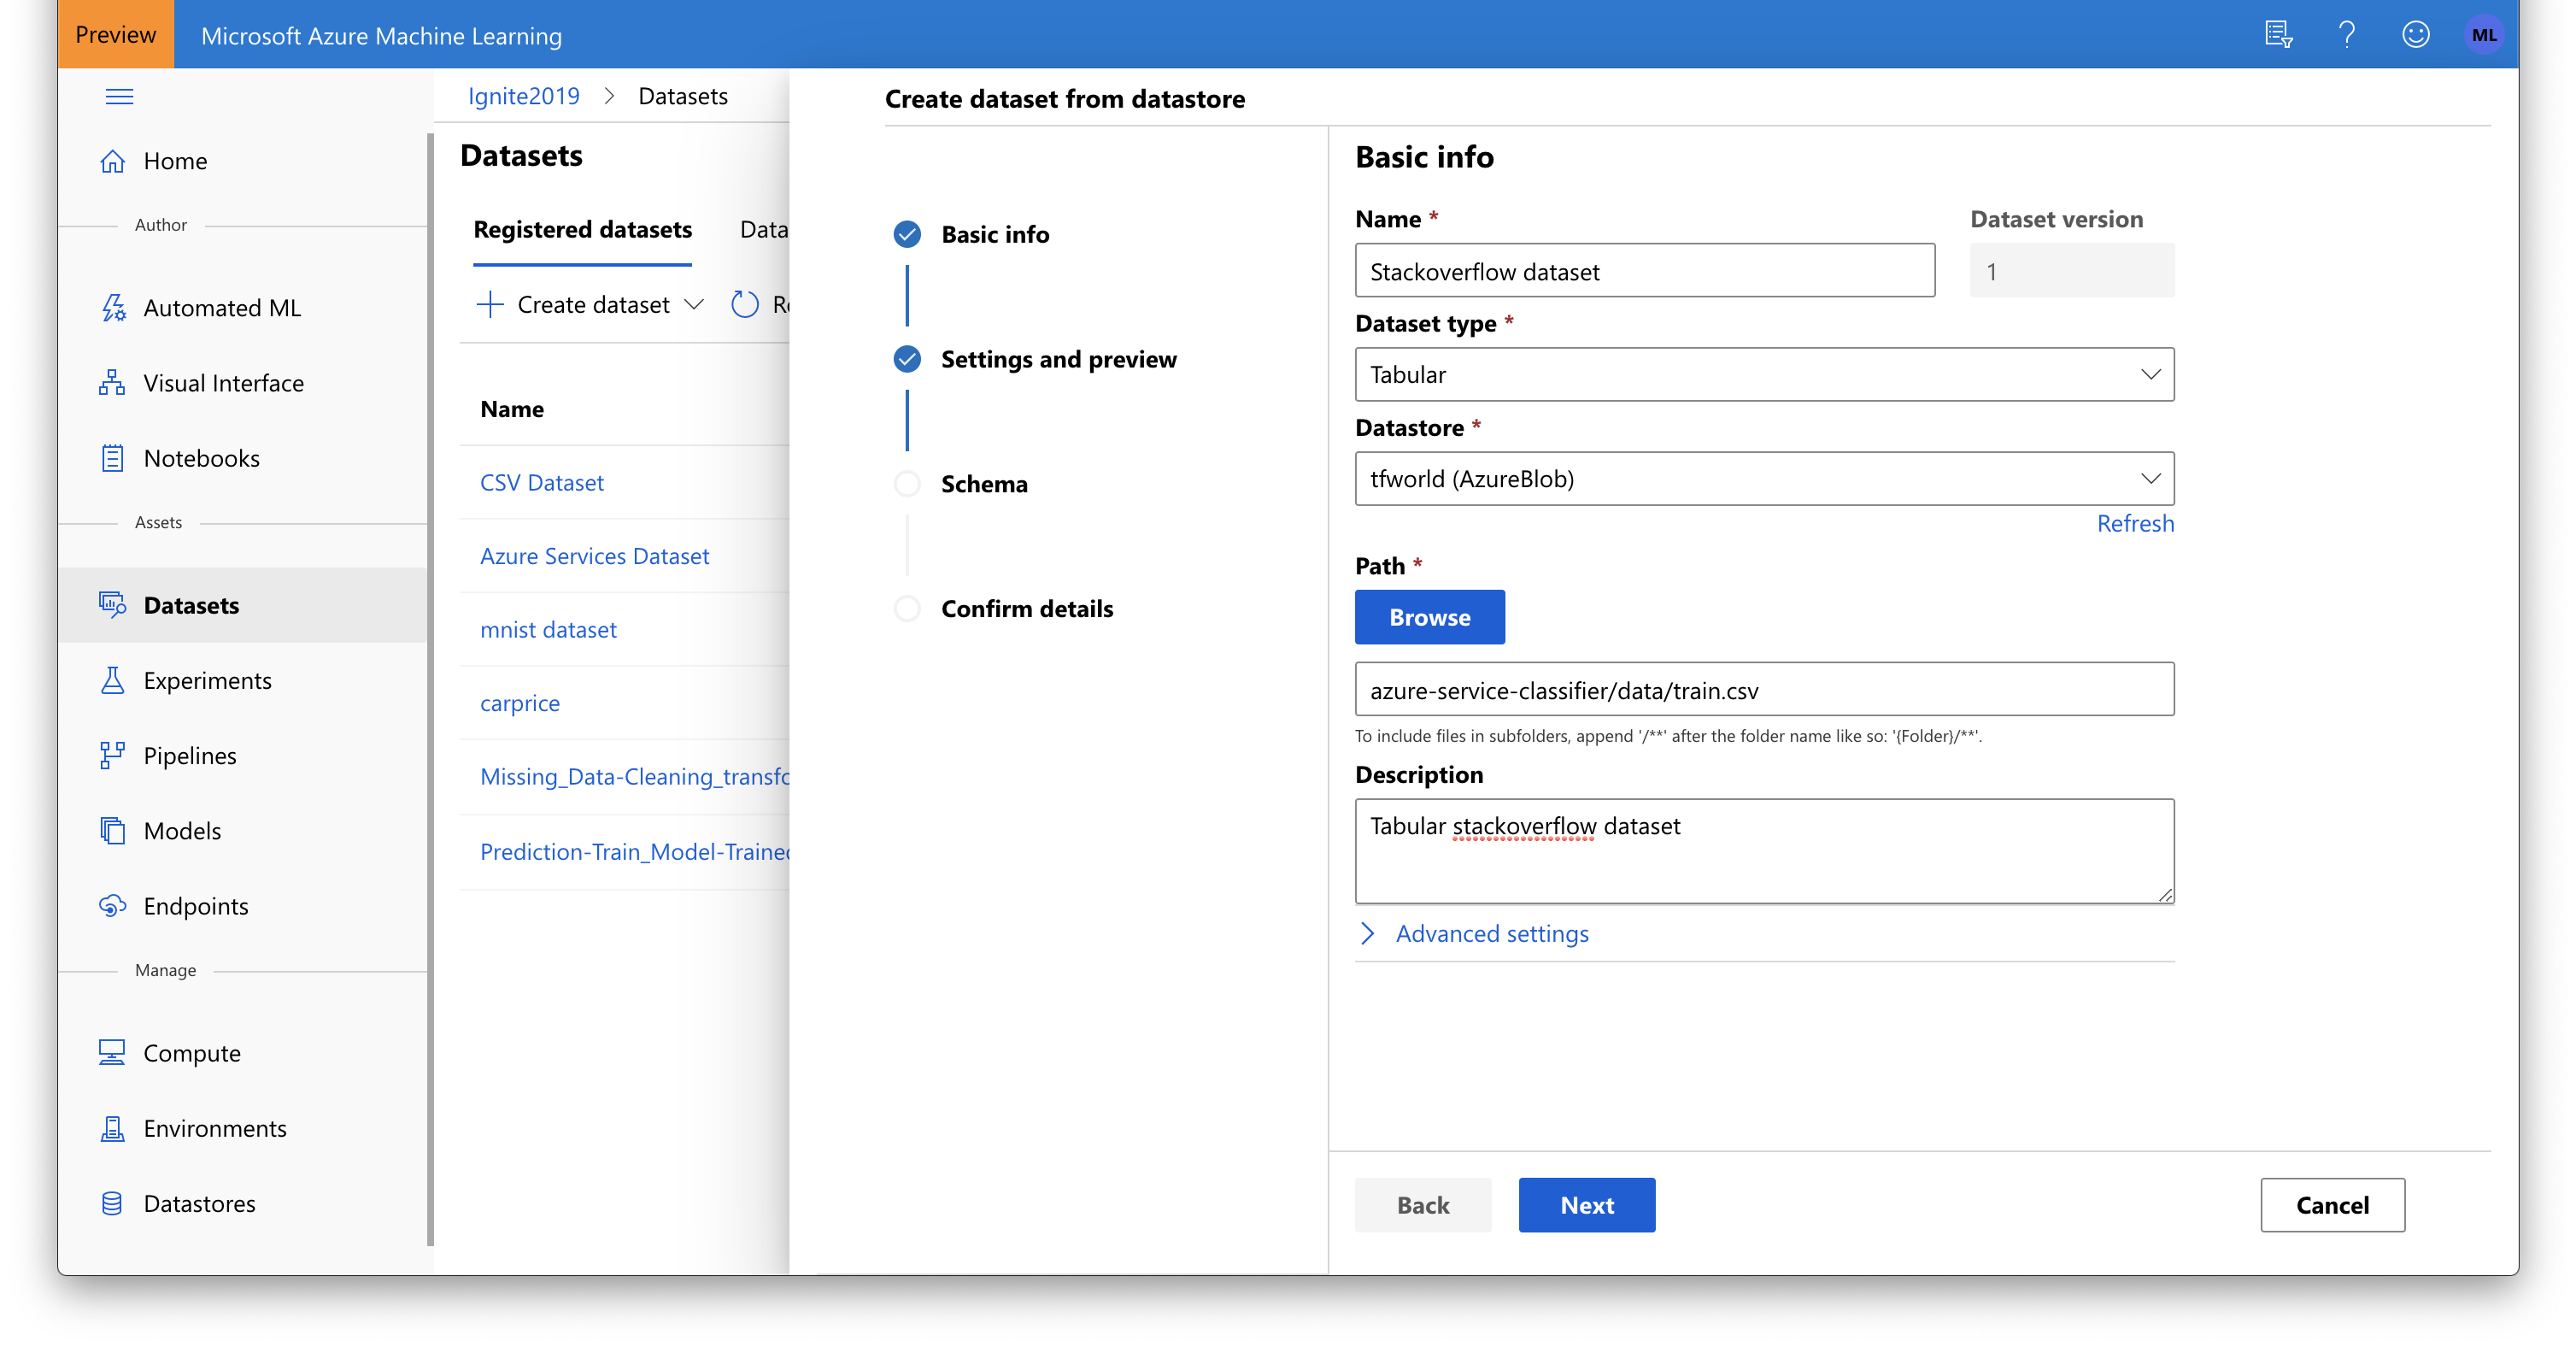 Preview
Microsoft Azure Machine Learning
ML
Home
Author
Automated ML
Visual Interface
Notebooks
Assets
Datasets
Experiments
Pipelines
Models
Endpoints
Manage
Compute
Environments
Datastores
Ignite2019 > Datasets
Datasets
Registered datasets
Create dataset
Name
CSV Dataset
Azure Services Dataset
mnist dataset
carprice
Missing_Data-Cleaning_transfo
Prediction-Train_Model-Trained
Create dataset from datastore
Basic info
Settings and preview
Schema
Confirm details
Basic info
Name * Dataset version
Stackoverflow dataset 1
Dataset type *
Tabular
Datastore *
tfworld (AzureBlob)
Refresh
Path *
Browse
azure-service-classifier/data/train.csv
To include files in subfolders, append '/**' after the folder name like so: '{Folder}/**'.
Description
Tabular stackoverflow dataset
Advanced settings
Back Next Cancel